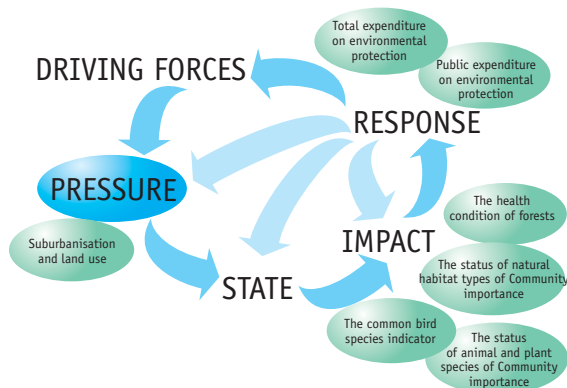 Total expenditure
on environmental
protection
Public expenditure
on environmental
protection
DRIVING FORCES
RESPONSE
PRESSURE
Suburbanisation
and land use
The health
condition of forests
IMPACT
The status of natural
habitat types of Community
importance
STATE
The common bird
species indicator
The status
of animal and plant
species of Community
importance